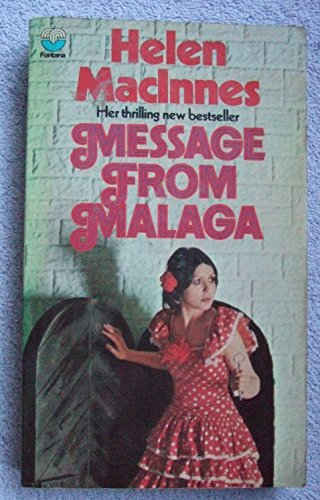 Fontana
Helen
MacInnes
Her thrilling new bestseller
MESSAGE
FROM
MALAGA